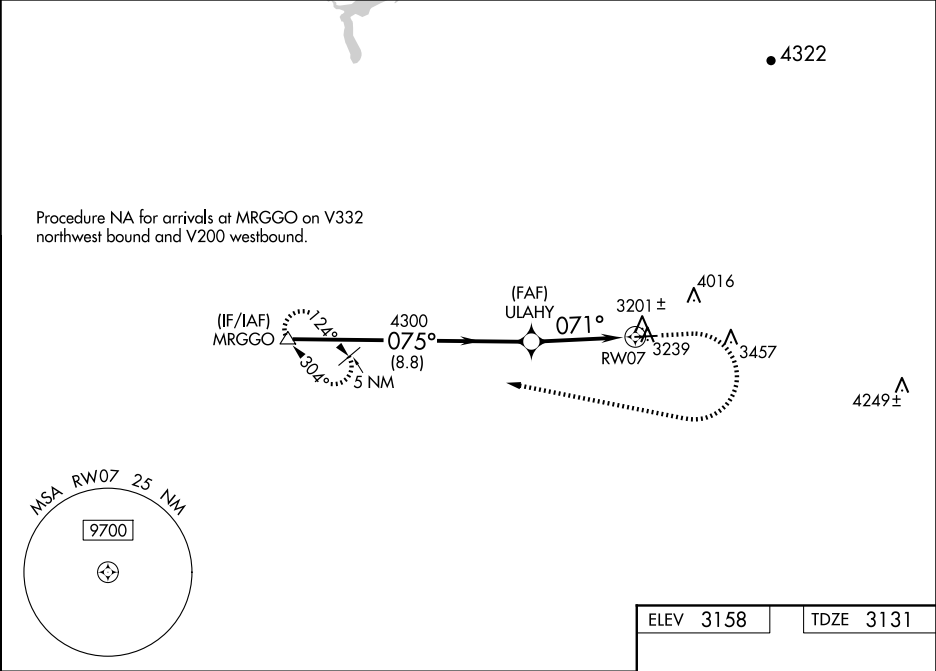 4322
Procedure NA for arrivals at MRGGO on V332
northwest bound and V200 westbound.
4016
(FAF)
ULAHY
3201 ±
(IF/IAF)
MRGGO
124°
4300
075°
(8.8)
071°
RW07
3239
3457
304°
5 NM
4249 ±
MSA RW07 25 NM
9700
ELEV 3158
TDZE 3131